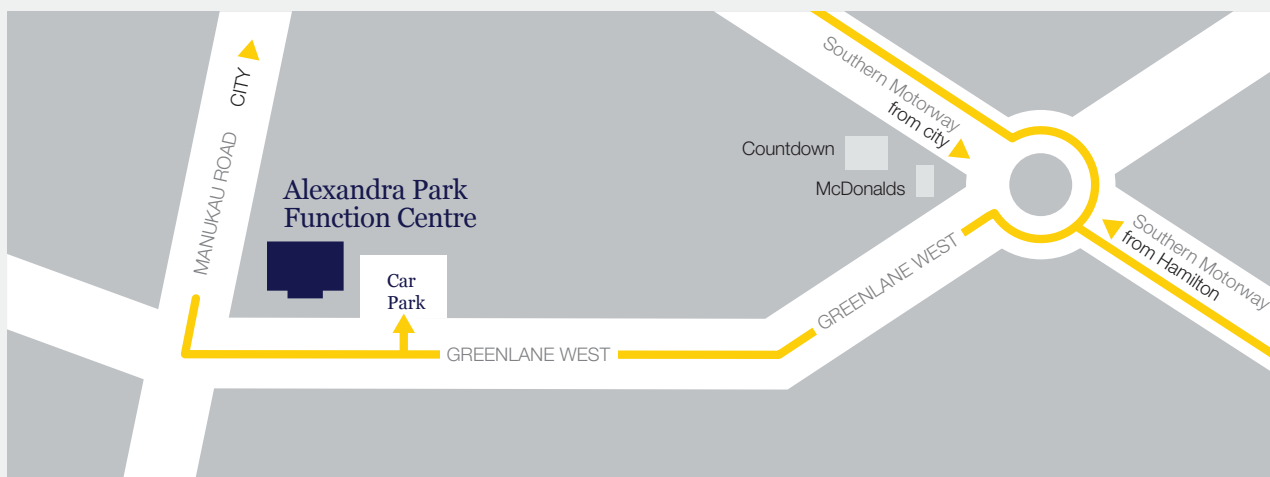 CITY
MANUKAU ROAD
Alexandra Park
Function Centre
Car
Park
GREENLANE WEST
Countdown
McDonalds
Southern Motorway
from city
GREENLANE WEST
Southern Motorway
from Hamilton